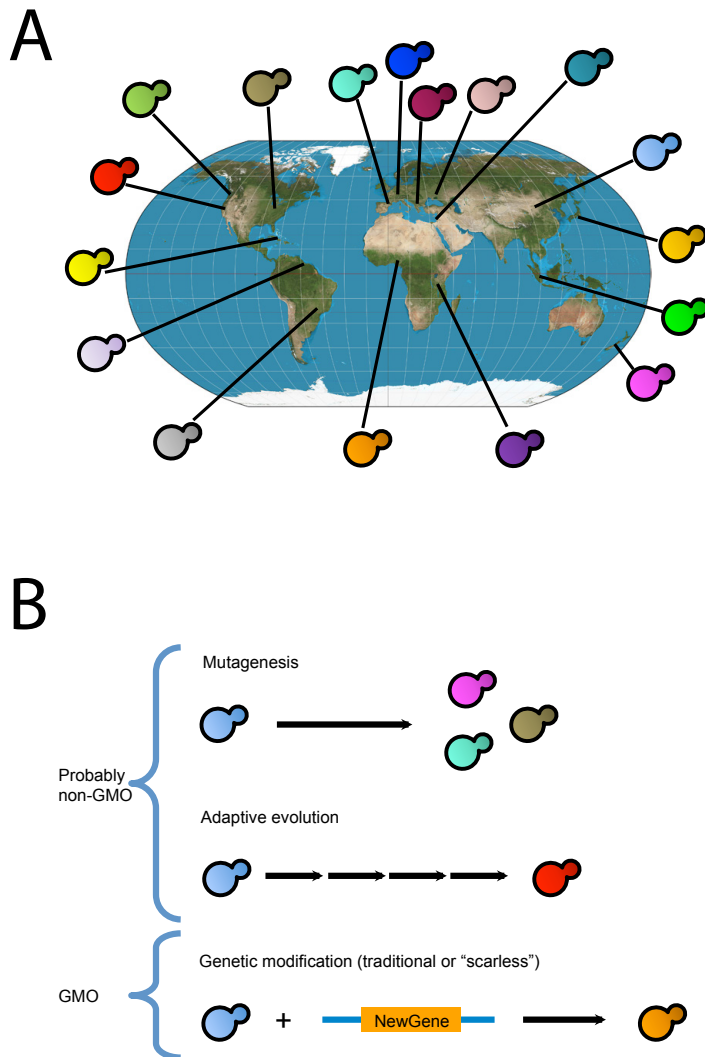 A
B
Mutagenesis
Probably
non-GMO
Adaptive evolution
Genetic modification (traditional or “scarless”)
GMO
+
NewGene